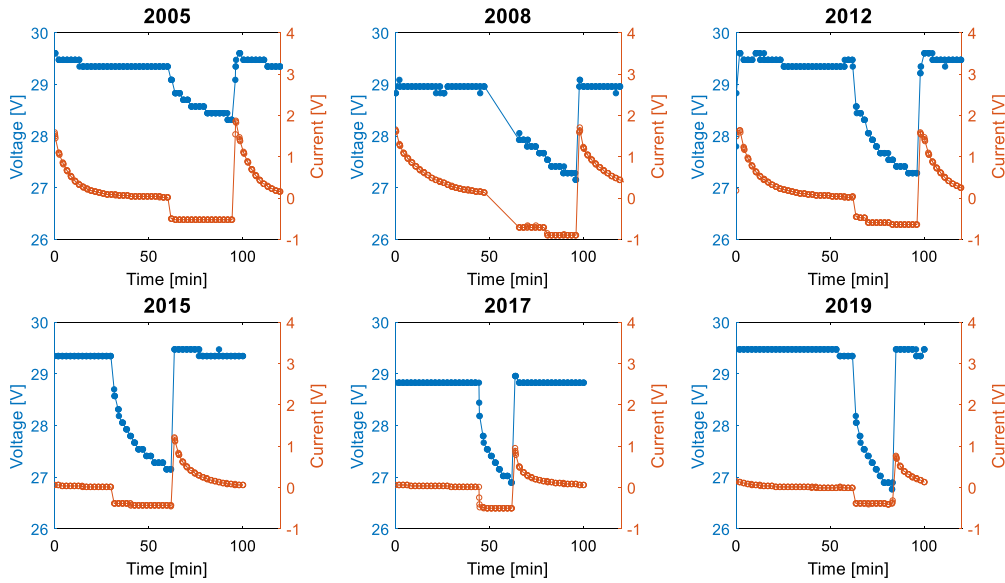 2005 2008 2012
30 4 30 4 30 4
29 3 29 3 29 3
28 2 28 2 28 2
27 1 27 1 27 1
0 0 0
26 -1 26 -1 26 -1
0 50 100 0 50 100 0 50 100
Voltage [V] Current [V] Voltage [V] Current [V] Voltage [V] Current [V]
Time [min] Time [min] Time [min]
2015 2017 2019
30 4 30 4 30 4
29 3 29 3 29 3
28 2 28 2 28 2
27 1 27 1 27 1
0 0 0
26 -1 26 -1 26 -1
0 50 100 0 50 100 0 50 100
Voltage [V] Current [V] Voltage [V] Current [V] Voltage [V] Current [V]
Time [min] Time [min] Time [min]